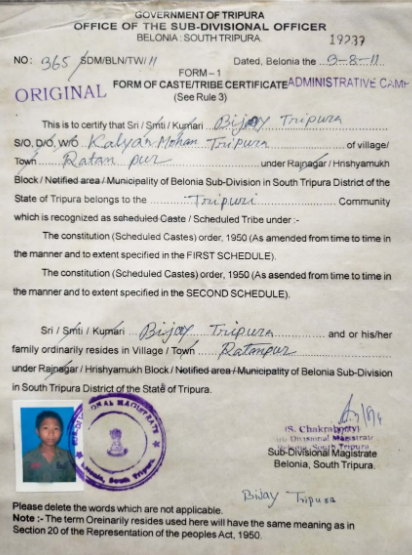 GOVERNMENT OF TRIPURA
OFFICE OF THE SUB-DIVISIONAL OFFICER
BELONIA : SOUTH TRIPURA.
19237
NO: 365/SDM/BLN/TW/11 Dated, Belonia the 9-8-11
FORM-1
ORIGINAL FORM OF CASTE/TRIBE CERTIFICATE ADMINISTRATIVE CAMP
(See Rule 3)
This is to certify that Sri / Smti / Kumari Bijoy Tripura
S/O, D/O, W/O Kalyan Mohan Tripura of village/
Town Ratan pur under Rajnagar / Hrishyamukh
Block / Notified area / Municipality of Belonia Sub-Division in South Tripura District of the
State of Tripura belongs to the Tripuri Community
which is recognized as scheduled Caste / Scheduled Tribe under :-
The constitution (Scheduled Castes) order, 1950 (As amended from time to time in
the manner and to extent specified in the FIRST SCHEDULE).
The constitution (Scheduled Castes) order, 1950 (As asended from time to time in
the manner and to extent specified in the SECOND SCHEDULE).
Sri / Smti / Kumari Bijoy Tripura and or his/her
family ordinarily resides in Village / Town Ratanpur
under Rajnagar / Hrishyamukh Block / Notified area / Municipality of Belonia Sub-Division
in South Tripura District of the State of Tripura.
SUB-DIVISIONAL MAGISTRATE
Belonia, South Tripura
(S. Chakraborty)
Sub-Divisional Magistrate
Belonia, South Tripura
Sub-Divisional Magistrate
Belonia, South Tripura.
Bijoy Tripura
Please delete the words which are not applicable.
Note :- The term Oreinarily resides used here will have the same meaning as in
Section 20 of the Representation of the peoples Act, 1950.